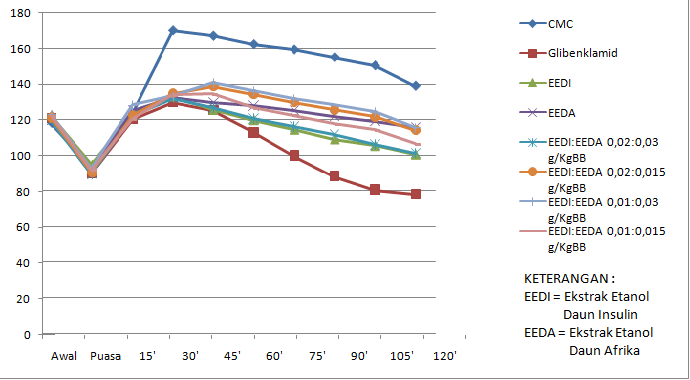 180
160
140
120
100
80
60
40
20
0
Awal Puasa 15' 30' 45' 60' 75' 90' 105' 120'
CMC
Glibenklamid
EEDI
EEDA
EEDI:EEDA 0,02:0,03
g/KgBB
EEDI:EEDA 0,02:0,015
g/KgBB
EEDI:EEDA 0,01:0,03
g/KgBB
EEDI:EEDA 0,01:0,015
g/KgBB
KETERANGAN :
EEDI = Ekstrak Etanol
Daun Insulin
EEDA = Ekstrak Etanol
Daun Afrika